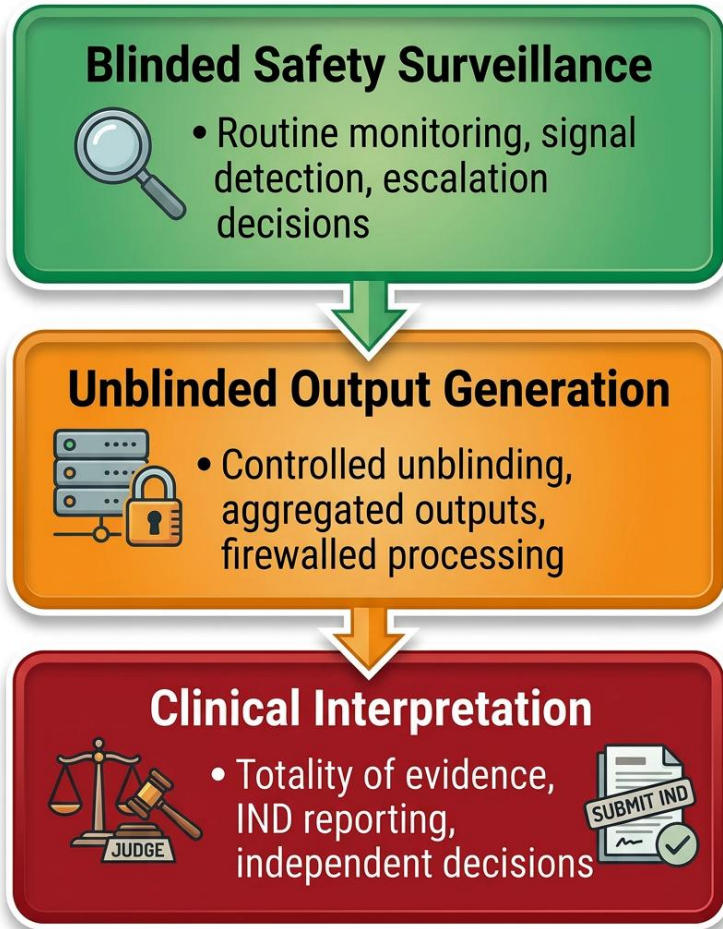 Blinded Safety Surveillance
• Routine monitoring, signal
detection, escalation
decisions
Unblinded Output Generation
• Controlled unblinding,
aggregated outputs,
firewalled processing
Clinical Interpretation
• Totality of evidence,
IND reporting,
independent decisions
JUDGE
SUBMIT IND